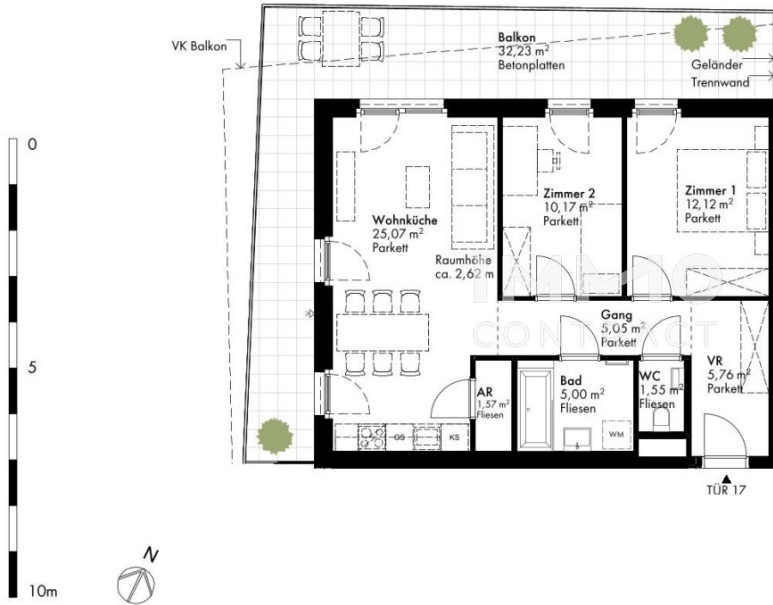 VK Balkon
Balkon
32,23 m²
Betonplatten
Geländer
Trennwand
0
Wohnküche
25,07 m²
Parkett
Raumhöhe
ca. 2,62 m
Zimmer 2
10,17 m²
Parkett
Zimmer 1
12,12 m²
Parkett
IMMO
CONTRACT
Gang
5,05 m²
Parkett
5
AR
1,57 m²
Fliesen
Bad
5,00 m²
Fliesen
WC
1,55 m²
Fliesen
VR
5,76 m²
Parkett
GS
KS
WM
TÜR 17
N
10m